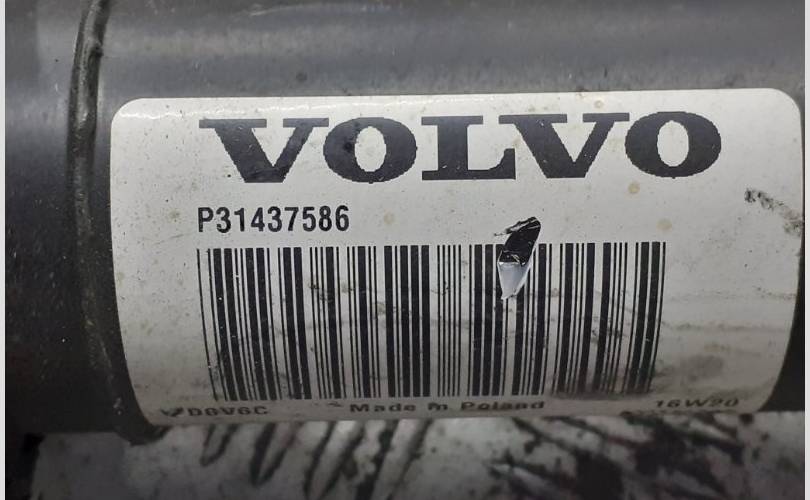 VOLVO
P31437586
Made in Poland
16W20